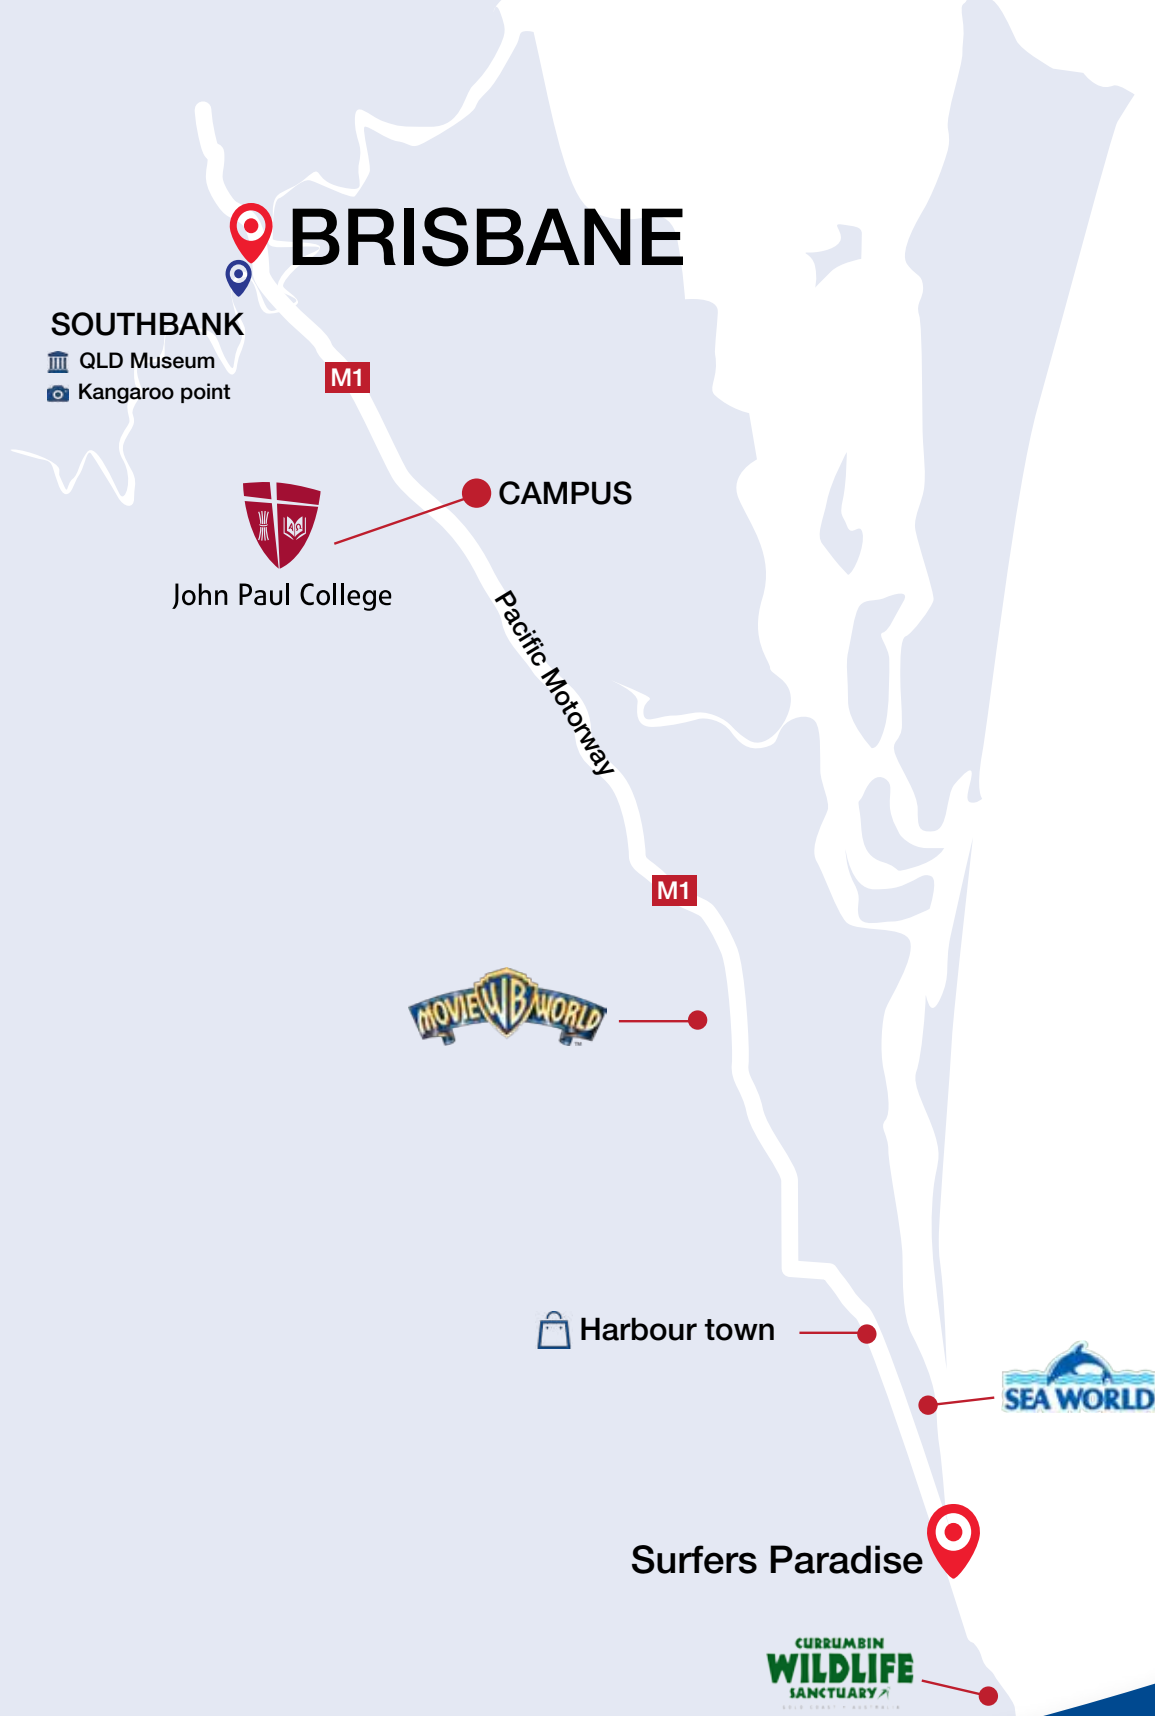 BRISBANE
SOUTHBANK
QLD Museum
Kangaroo point
M1
CAMPUS
John Paul College
Pacific Motorway
M1
MOVIE WB WORLD
TM
Harbour town
SEA WORLD
Surfers Paradise
CURRUMBIN
WILDLIFE
SANCTUARY